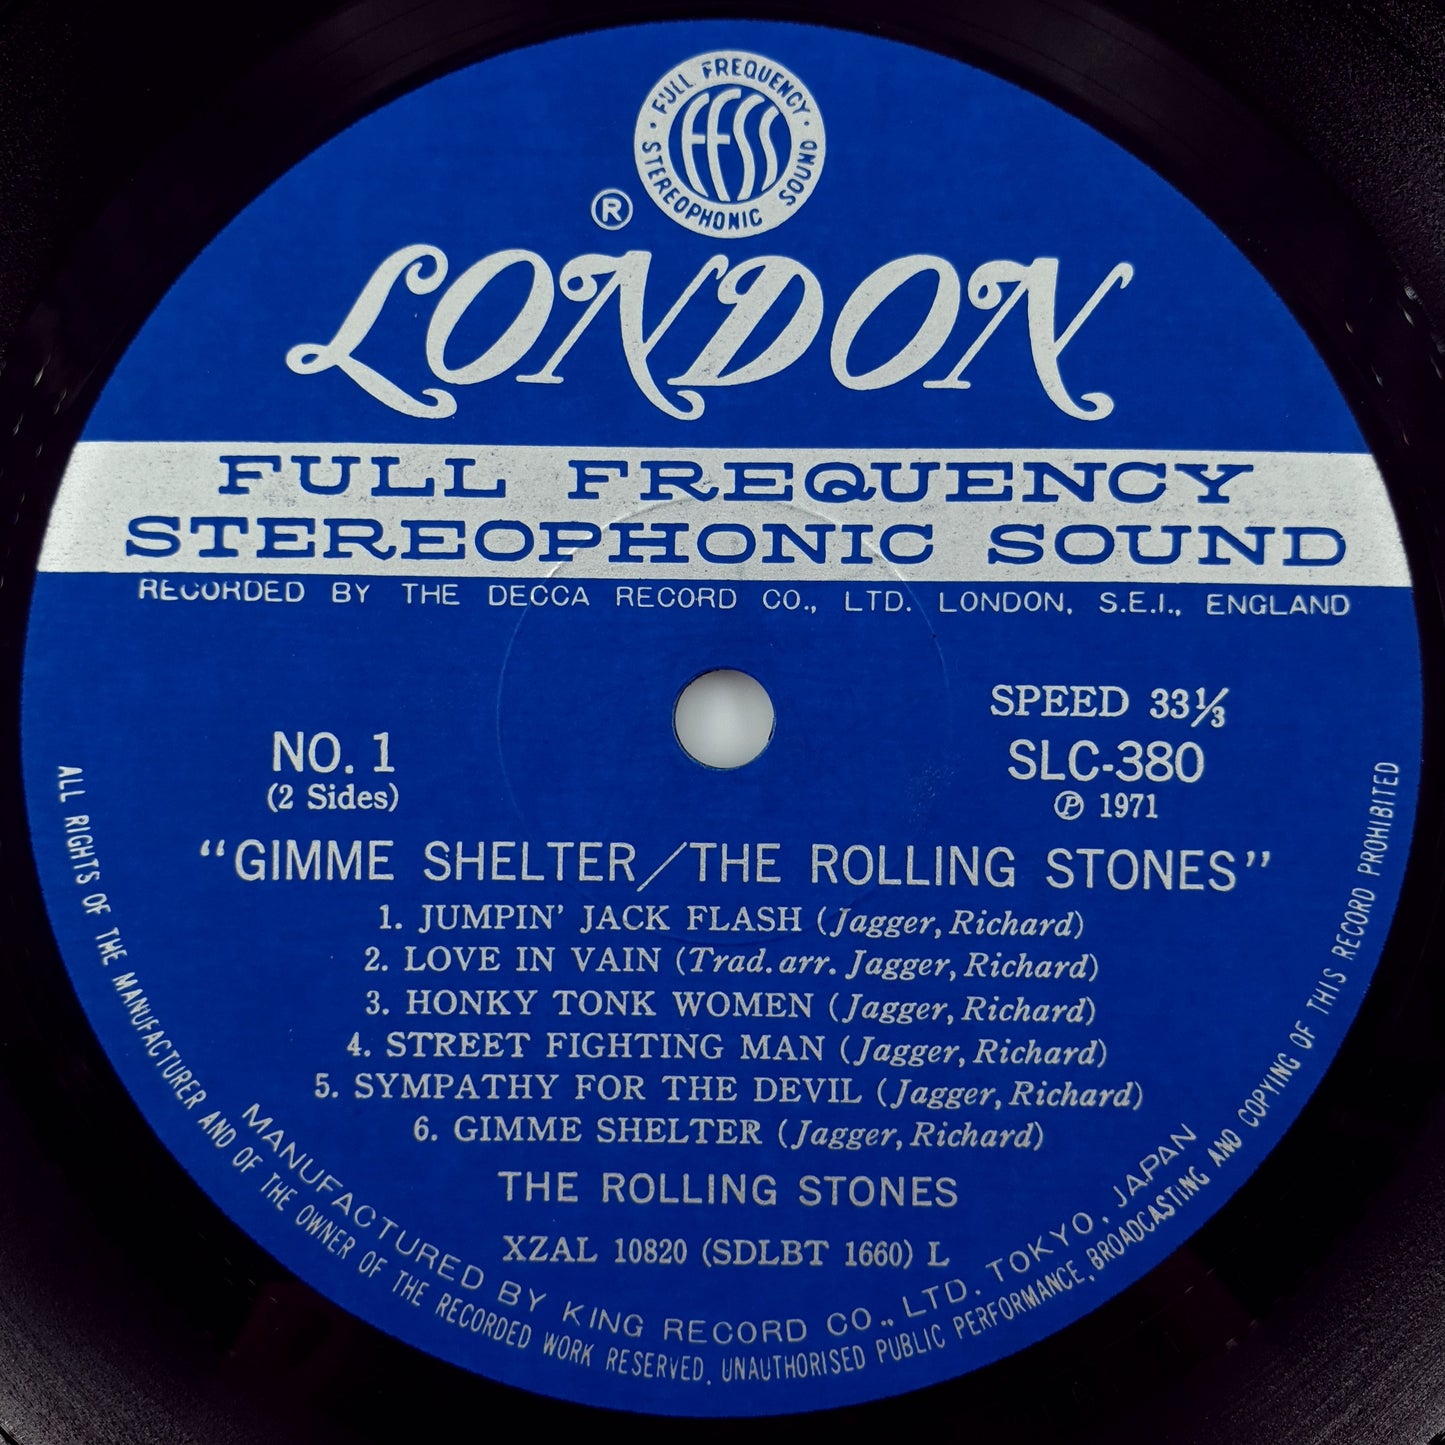 FULL FREQUENCY
STEREOPHONIC SOUND
FFSS
®
LONDON
FULL FREQUENCY
STEREOPHONIC SOUND
RECORDED BY THE DECCA RECORD CO., LTD. LONDON, S.E.I., ENGLAND
SPEED 33⅓
NO. 1
SLC-380
(2 Sides)
℗ 1971
“GIMME SHELTER/THE ROLLING STONES”
1. JUMPIN’ JACK FLASH (Jagger, Richard)
2. LOVE IN VAIN (Trad. arr. Jagger, Richard)
3. HONKY TONK WOMEN (Jagger, Richard)
4. STREET FIGHTING MAN (Jagger, Richard)
5. SYMPATHY FOR THE DEVIL (Jagger, Richard)
6. GIMME SHELTER (Jagger, Richard)
THE ROLLING STONES
XZAL 10820 (SDLBT 1660) L
MANUFACTURED BY KING RECORD CO., LTD. TOKYO, JAPAN
ALL RIGHTS OF THE MANUFACTURER AND OF THE OWNER OF THE RECORDED WORK RESERVED. UNAUTHORISED PUBLIC PERFORMANCE, BROADCASTING AND COPYING OF THIS RECORD PROHIBITED